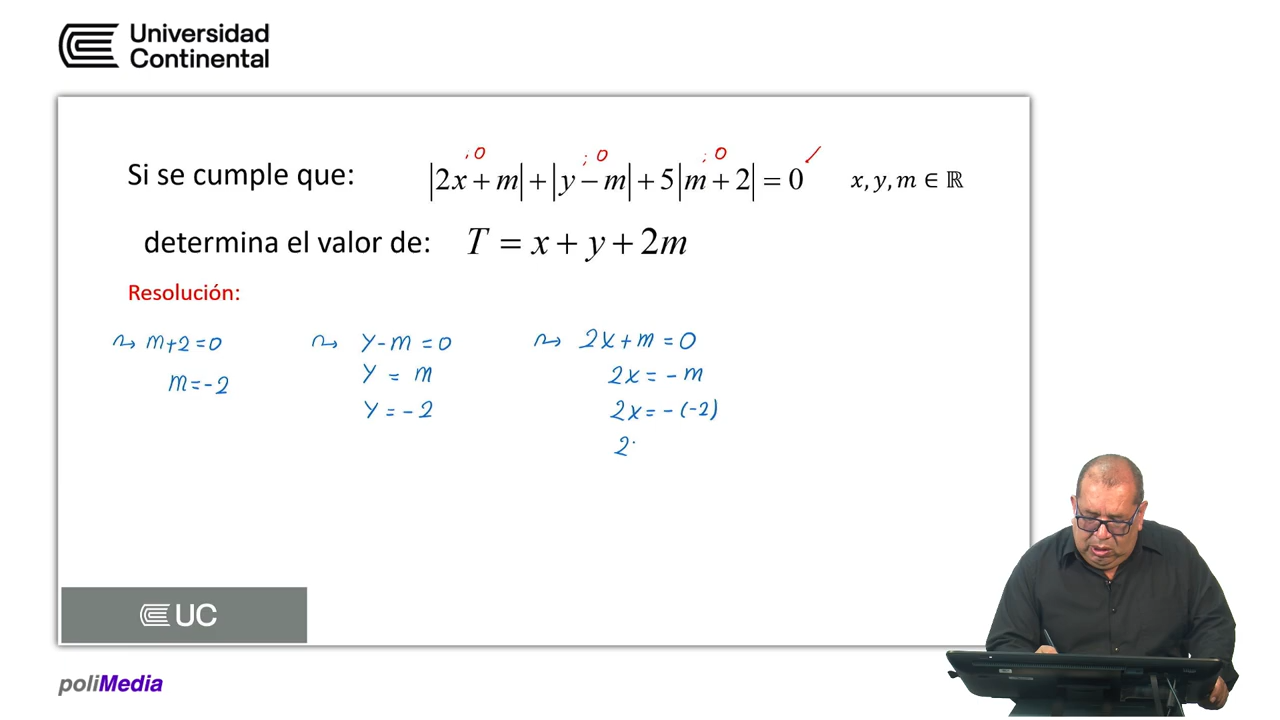 Universidad
Continental
; 0 ; 0 ; 0 ✓
Si se cumple que: |2x + m| + |y − m| + 5|m + 2| = 0 x, y, m ∈ ℝ
determina el valor de: T = x + y + 2m
Resolución:
m+2=0
m=-2
y-m=0
y = m
y = -2
2x+m=0
2x=-m
2x=-(-2)
2
UC
poliMedia